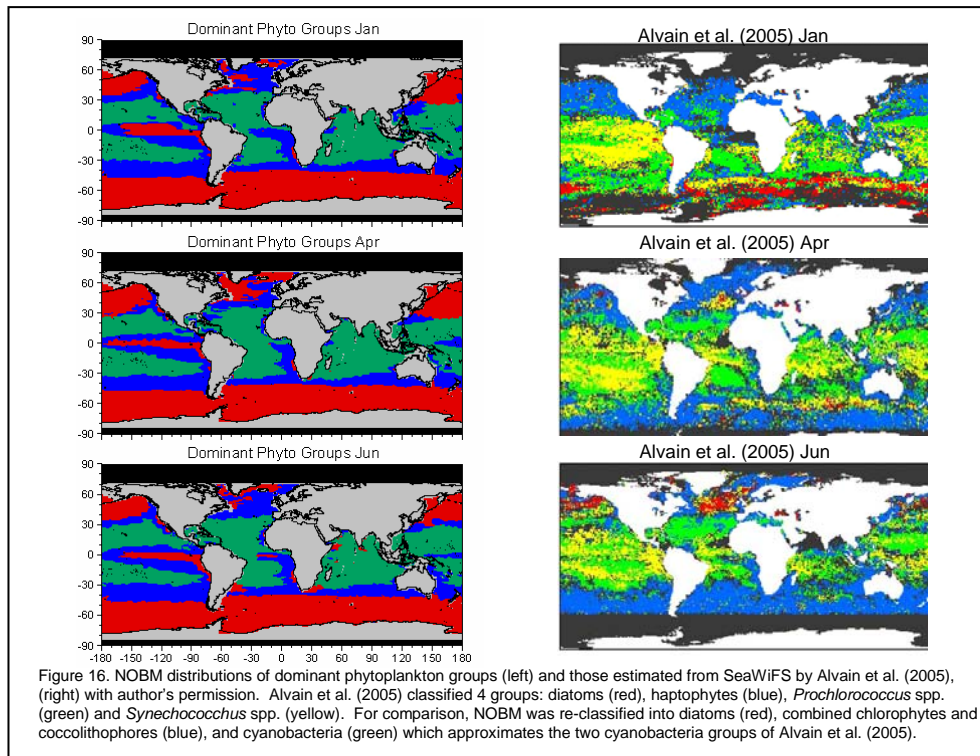 Dominant Phyto Groups Jan
90
60
30
0
-30
-60
-90
Alvain et al. (2005) Jan
Dominant Phyto Groups Apr
90
60
30
0
-30
-60
-90
Alvain et al. (2005) Apr
Dominant Phyto Groups Jun
90
60
30
0
-30
-60
-90
-180 -150 -120 -90 -60 -30 0 30 60 90 120 150 180
Alvain et al. (2005) Jun
Figure 16. NOBM distributions of dominant phytoplankton groups (left) and those estimated from SeaWiFS by Alvain et al. (2005),
(right) with author's permission. Alvain et al. (2005) classified 4 groups: diatoms (red), haptophytes (blue), Prochlorococcus spp.
(green) and Synechococchus spp. (yellow). For comparison, NOBM was re-classified into diatoms (red), combined chlorophytes and
coccolithophores (blue), and cyanobacteria (green) which approximates the two cyanobacteria groups of Alvain et al. (2005).